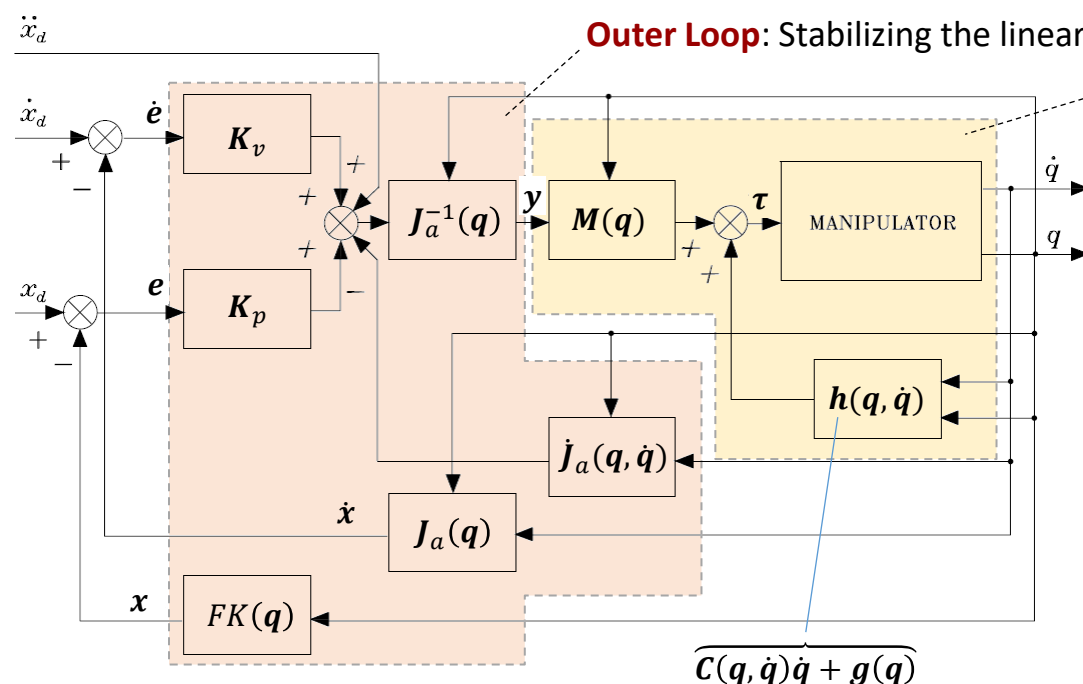 ẍ_d
Outer Loop: Stabilizing the linear
ẋ_d
+
−
ė
K_v
+
+
+
−
J_a^{-1}(q)
y
M(q)
+
+
τ
MANIPULATOR
q̇
q
x_d
+
−
e
K_p
h(q, q̇)
J̇_a(q, q̇)
ẋ
J_a(q)
x
FK(q)
C(q, q̇)q̇ + g(q)